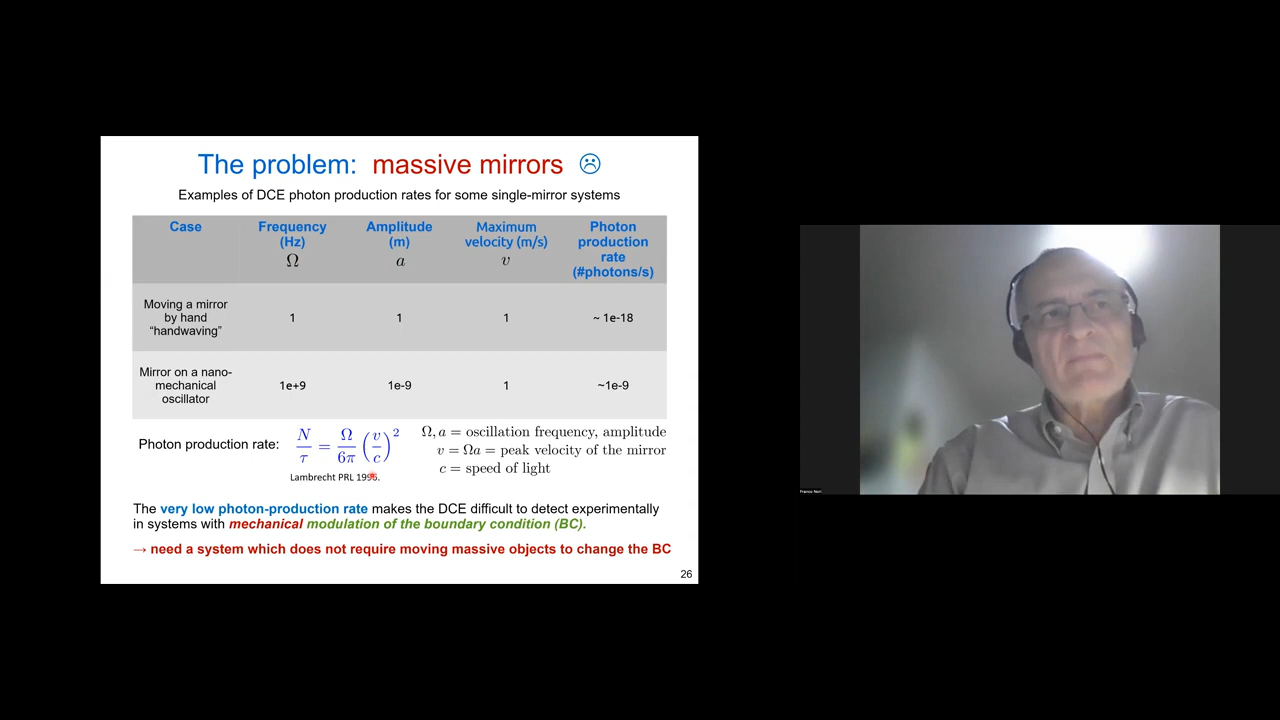 The problem: massive mirrors ☹
Examples of DCE photon production rates for some single-mirror systems
Case
Frequency
(Hz)
Ω
Amplitude
(m)
a
Maximum
velocity (m/s)
v
Photon
production
rate
(#photons/s)
Moving a mirror
by hand
“handwaving”
1
1
1
~ 1e-18
Mirror on a nano-
mechanical
oscillator
1e+9
1e-9
1
~1e-9
Photon production rate: N/τ = Ω/6π (v/c)²
Lambrecht PRL 1996.
Ω, a = oscillation frequency, amplitude
v = Ωa = peak velocity of the mirror
c = speed of light
The very low photon-production rate makes the DCE difficult to detect experimentally
in systems with mechanical modulation of the boundary condition (BC).
→ need a system which does not require moving massive objects to change the BC
26
Franco Nori